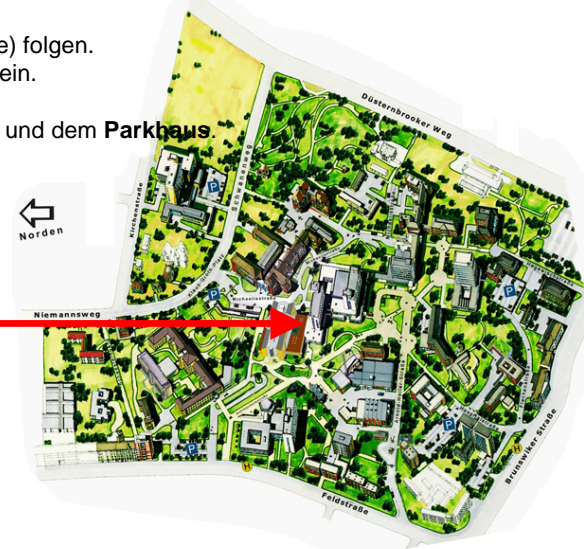 e) folgen.
ein.
und dem Parkhaus.
Düsternbrooker Weg
Schwanenweg
Kirchenstraße
P
Norden
P
P
Michaelisstraße
Niemannsweg
P
P
H
H
Brunswiker Straße
Feldstraße